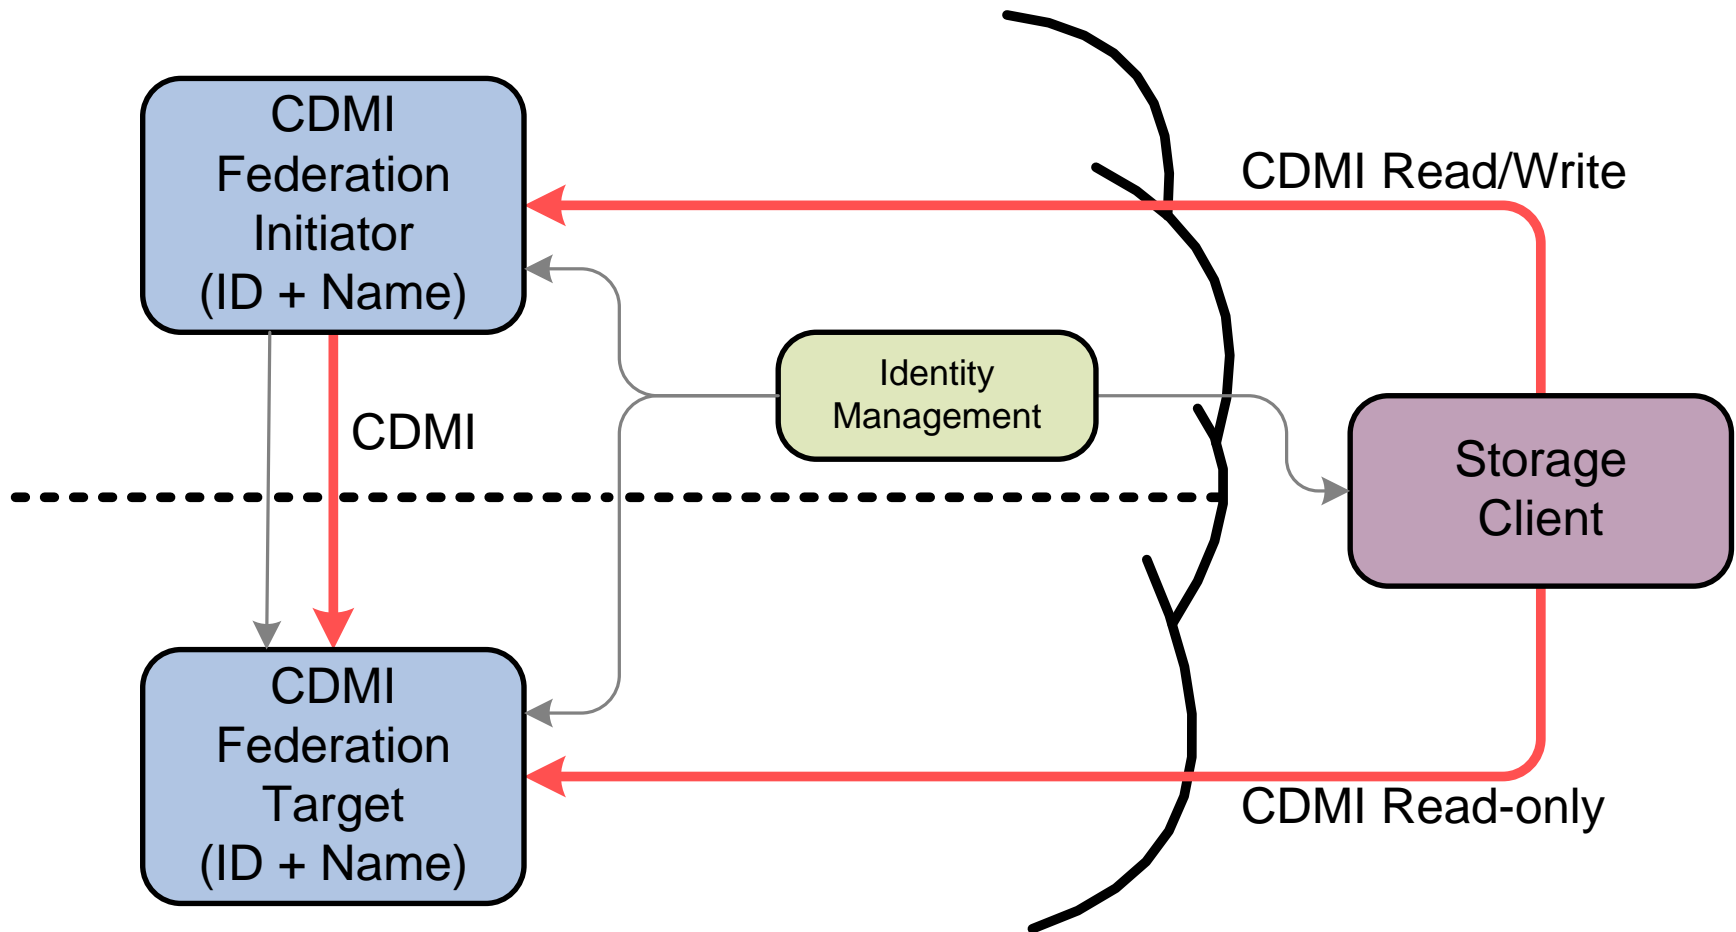 CDMI
Federation
Initiator
(ID + Name)
CDMI Read/Write
Identity
Management
CDMI
Storage
Client
CDMI
Federation
Target
(ID + Name)
CDMI Read-only